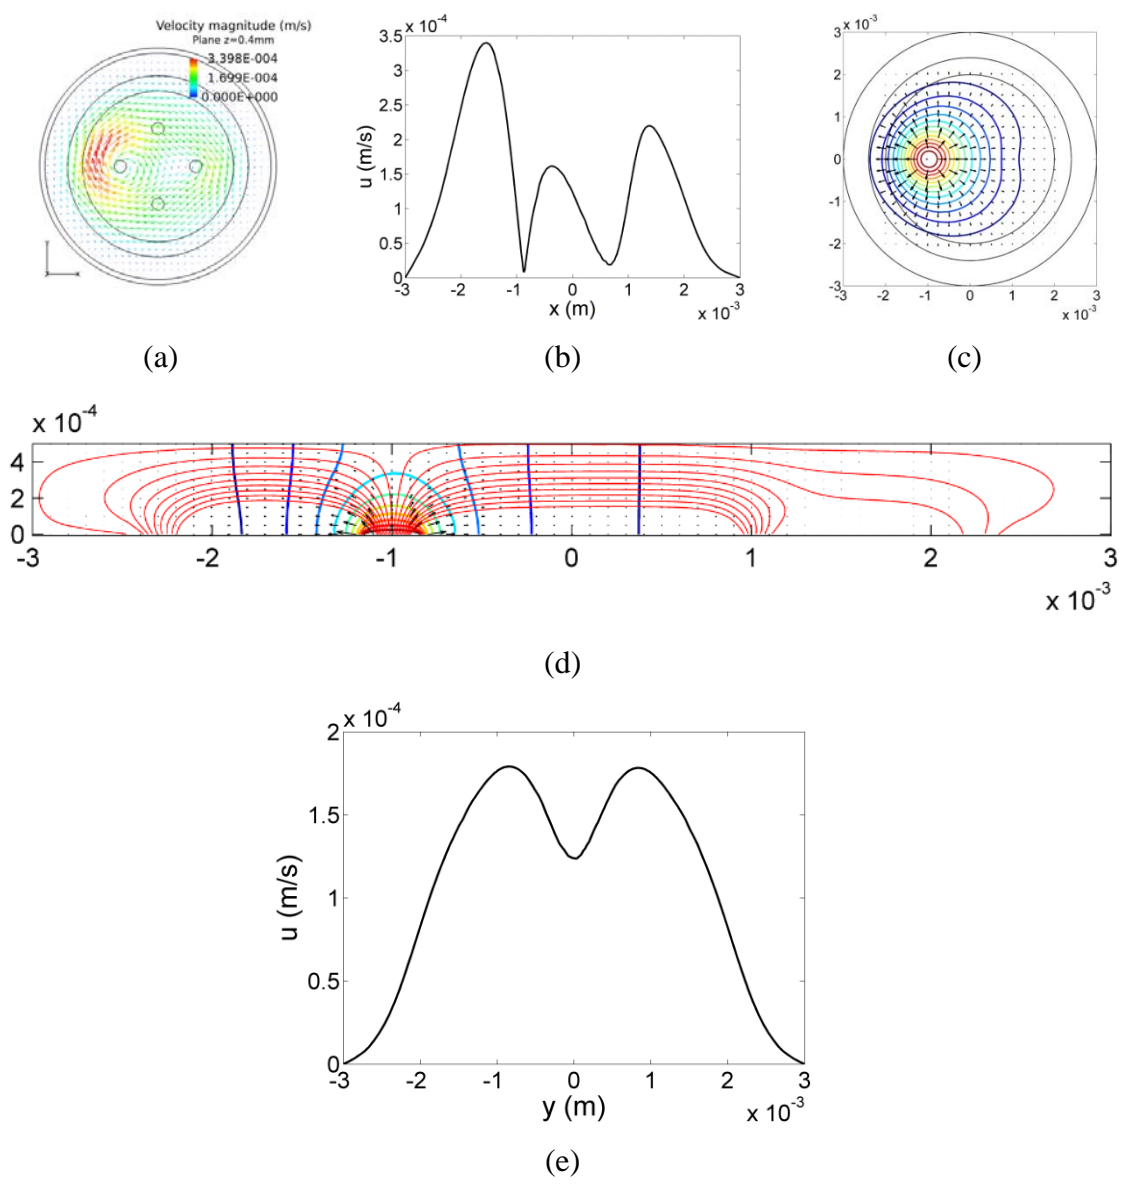 Velocity magnitude (m/s)
Plane z=0.4mm
3.398E-004
1.699E-004
0.000E+000
x 10-4
3.5
3
2.5
2
1.5
1
0.5
0
u (m/s)
-3 -2 -1 0 1 2 3
x (m)
x 10-3
x 10-3
3
2
1
0
-1
-2
-3
-3 -2 -1 0 1 2 3
x 10-3
(a) (b) (c)
x 10-4
4
2
0
-3 -2 -1 0 1 2 3
x 10-3
(d)
x 10-4
2
1.5
1
0.5
0
u (m/s)
-3 -2 -1 0 1 2 3
y (m)
x 10-3
(e)